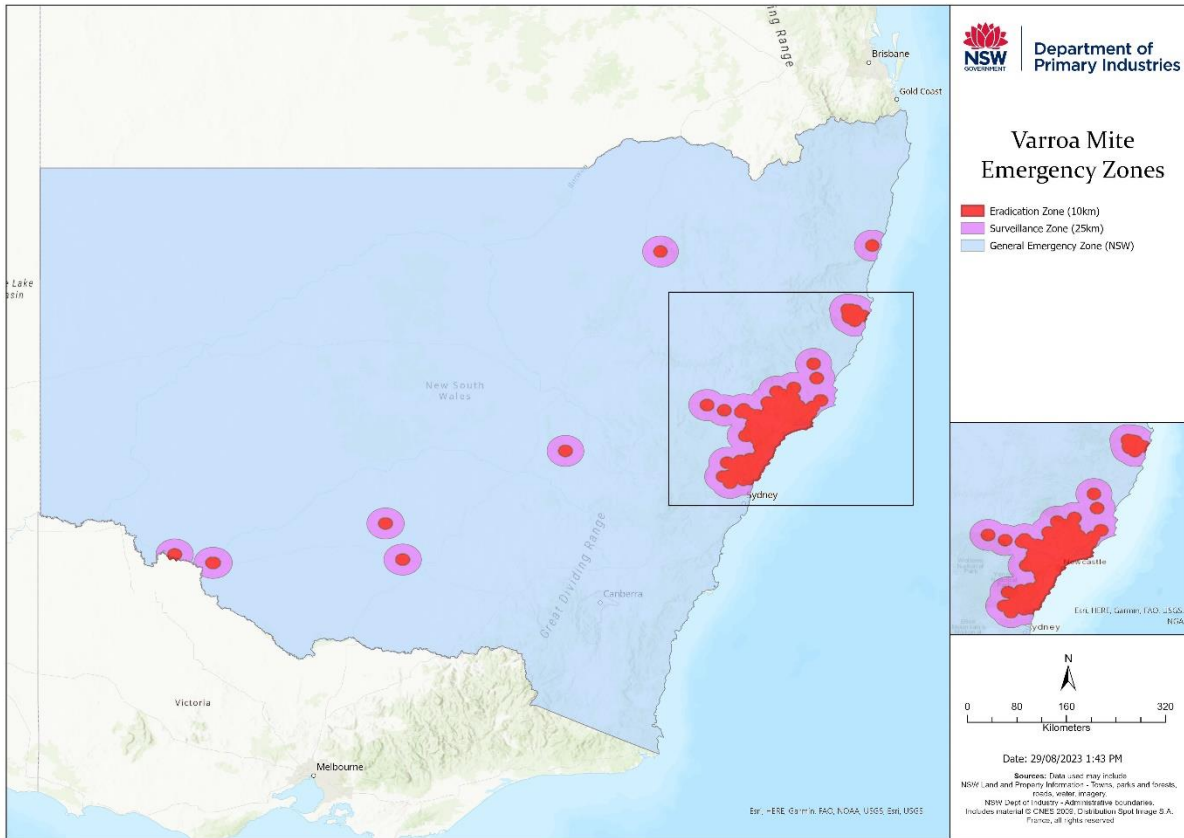 NSW
GOVERNMENT
Department of
Primary Industries
Varroa Mite
Emergency Zones
Eradication Zone (10km)
Surveillance Zone (25km)
General Emergency Zone (NSW)
ing Range
Brisbane
Gold Coast
e Lake
asin
New South
Wales
Sydney
Great Dividing Range
Canberra
Victoria
Melbourne
Esri, HERE, Garmin, FAO, NOAA, USGS, Esri, USGS
Newcastle
Esri, HERE, Garmin, FAO, USGS,
NGA
Sydney
N
0 80 160 320
Kilometers
Date: 29/08/2023 1:43 PM
Sources: Data used may include
NSW Land and Property Information - Towns, parks and forests,
roads, water, imagery.
NSW Dept of Industry - Administrative boundaries.
Includes material © CNES 2009, Distribution Spot Image S.A.
France, all rights reserved